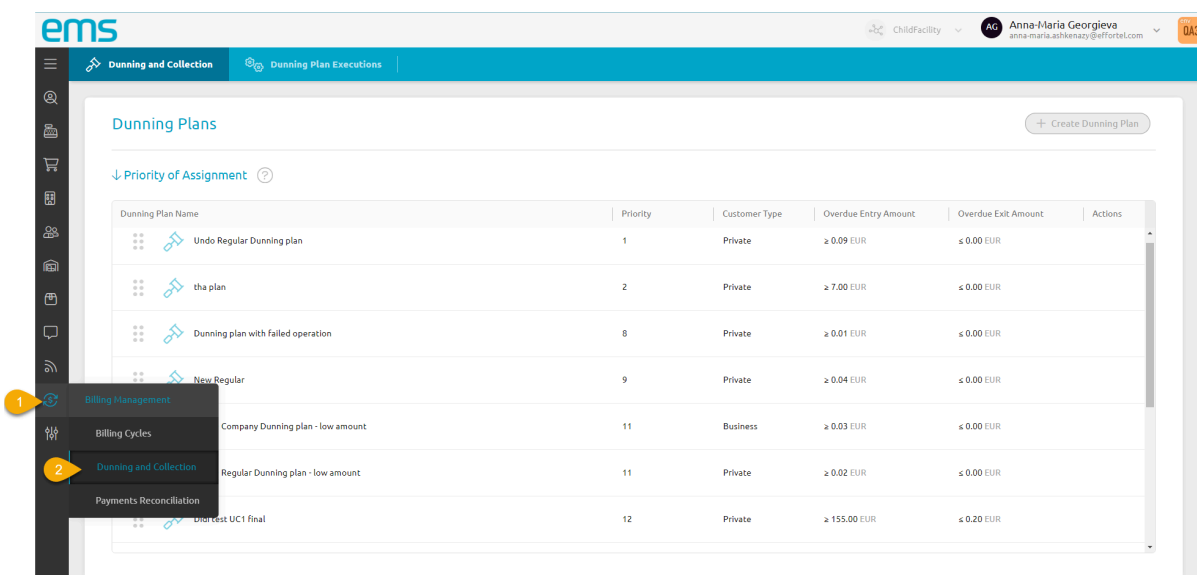 ems
ChildFacility
AG
Anna-Maria Georgieva
anna-maria.ashkenazy@effortel.com
ems
QA3
Dunning and Collection
Dunning Plan Executions
Dunning Plans
+ Create Dunning Plan
↓ Priority of Assignment ?
Dunning Plan Name Priority Customer Type Overdue Entry Amount Overdue Exit Amount Actions
Undo Regular Dunning plan 1 Private ≥ 0.09 EUR ≤ 0.00 EUR
tha plan 2 Private ≥ 7.00 EUR ≤ 0.00 EUR
Dunning plan with failed operation 8 Private ≥ 0.01 EUR ≤ 0.00 EUR
New Regular 9 Private ≥ 0.04 EUR ≤ 0.00 EUR
1
Billing Management
Billing Cycles
Company Dunning plan - low amount 11 Business ≥ 0.03 EUR ≤ 0.00 EUR
2
Dunning and Collection
Regular Dunning plan - low amount 11 Private ≥ 0.02 EUR ≤ 0.00 EUR
Payments Reconciliation
Didi test UC1 final 12 Private ≥ 155.00 EUR ≤ 0.20 EUR